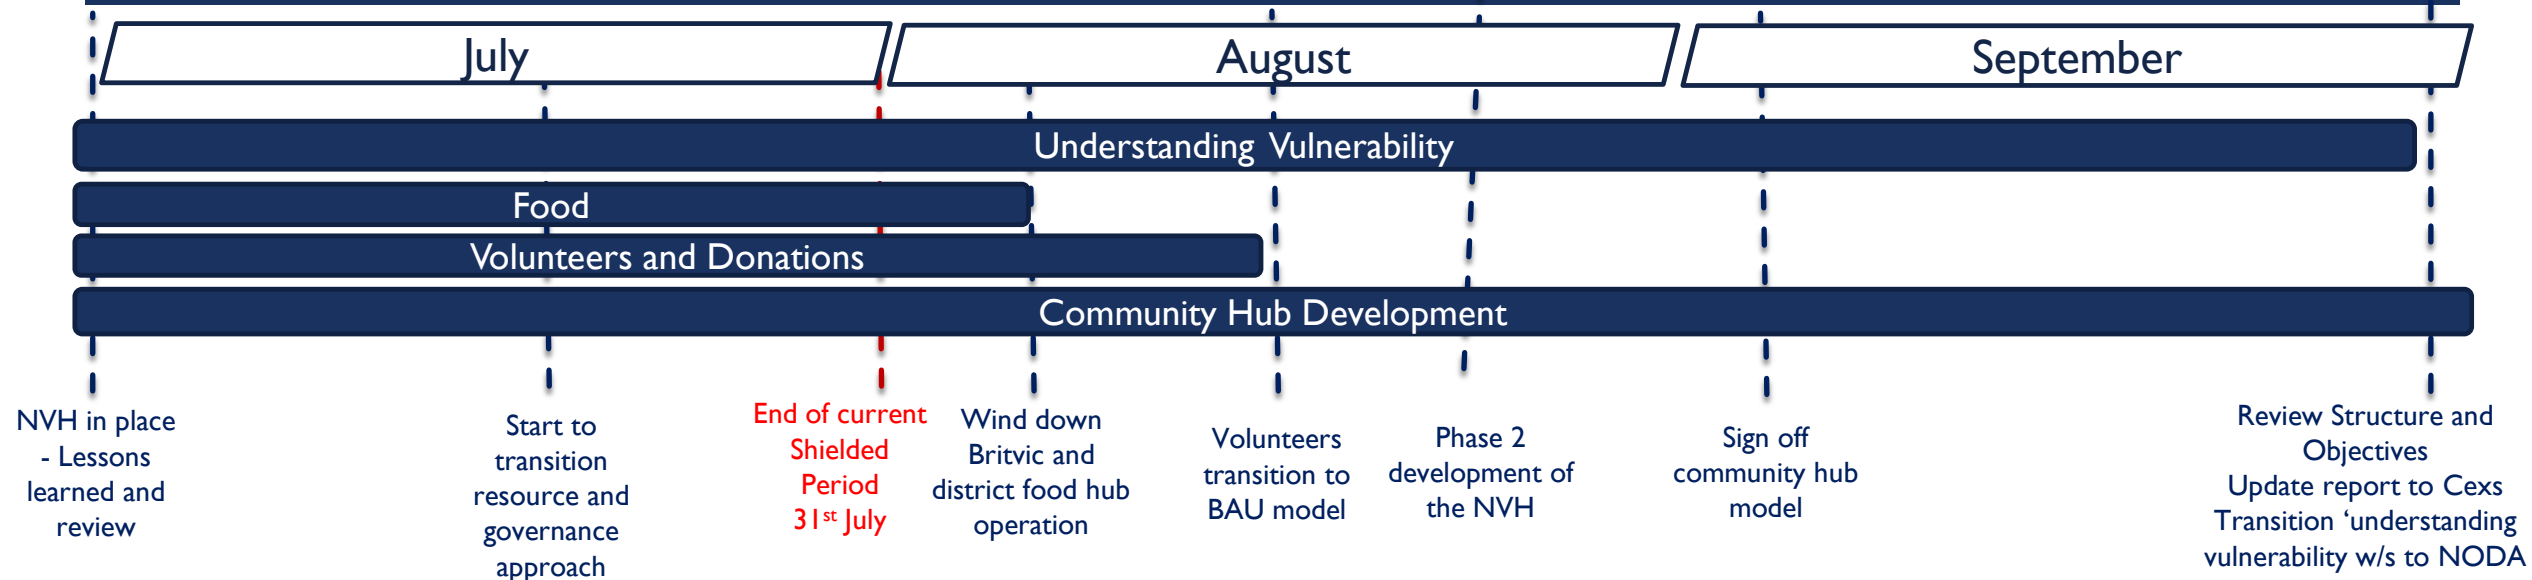 July
August
September
Understanding Vulnerability
Food
Volunteers and Donations
Community Hub Development
NVH in place
- Lessons
learned and
review
Start to
transition
resource and
governance
approach
End of current
Shielded
Period
31st July
Wind down
Britvic and
district food hub
operation
Volunteers
transition to
BAU model
Phase 2
development of
the NVH
Sign off
community hub
model
Review Structure and
Objectives
Update report to Cexs
Transition ‘understanding
vulnerability w/s to NODA